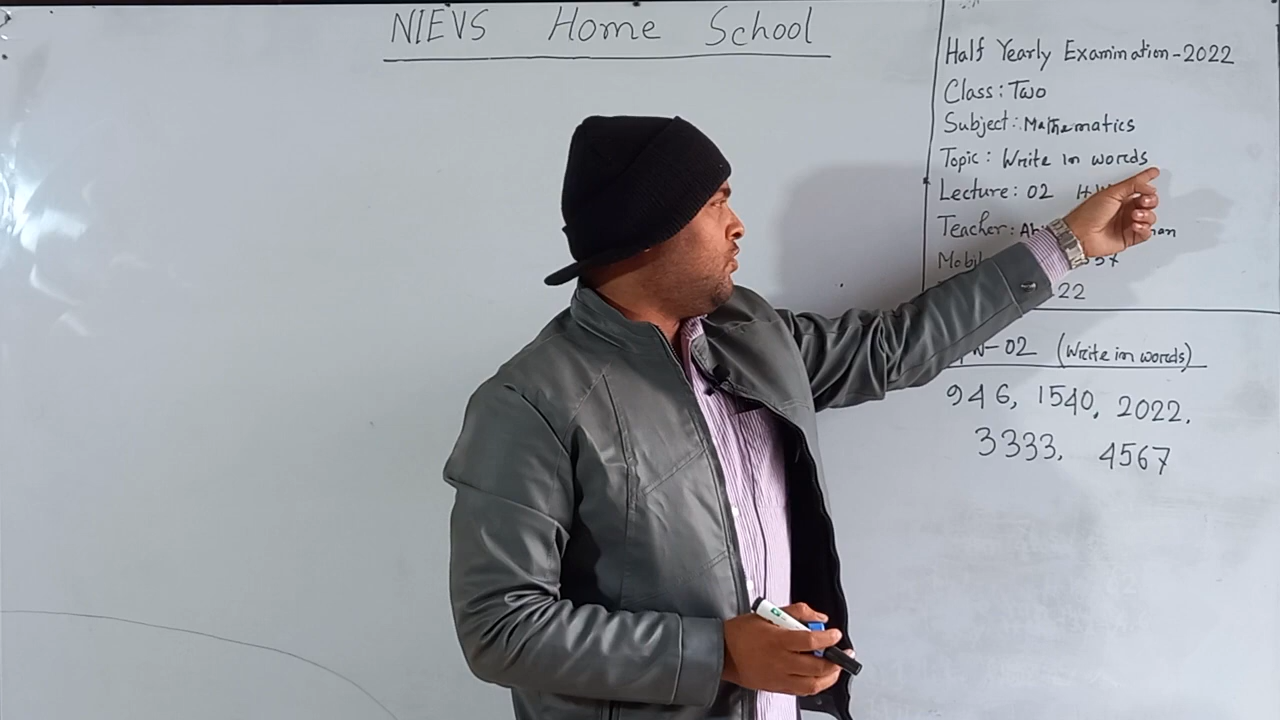 NIEVS Home School
Half Yearly Examination-2022
Class: Two
Subject: Mathematics
Topic: Write in words
Lecture: 02
Teacher:
22
02 (Write in words)
946, 1540, 2022.
3333, 4567